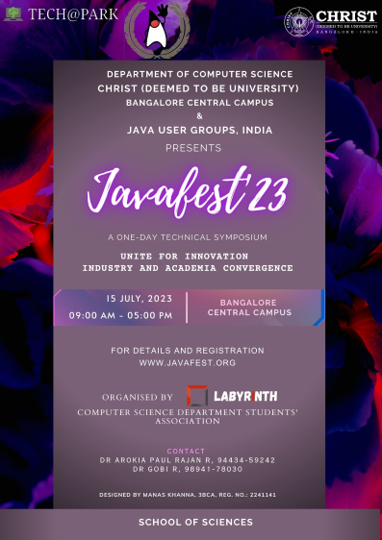 TECH@PARK
CHRIST
(DEEMED TO BE UNIVERSITY)
BANGALORE · INDIA
DEPARTMENT OF COMPUTER SCIENCE
CHRIST (DEEMED TO BE UNIVERSITY)
BANGALORE CENTRAL CAMPUS
&
JAVA USER GROUPS, INDIA
PRESENTS
Javafest'23
A ONE-DAY TECHNICAL SYMPOSIUM
UNITE FOR INNOVATION
INDUSTRY AND ACADEMIA CONVERGENCE
15 JULY, 2023
09:00 AM - 05:00 PM
BANGALORE
CENTRAL CAMPUS
FOR DETAILS AND REGISTRATION
WWW.JAVAFEST.ORG
ORGANISED BY LABYRINTH
COMPUTER SCIENCE DEPARTMENT STUDENTS'
ASSOCIATION
CONTACT
DR AROKIA PAUL RAJAN R, 94434-59242
DR GOBI R, 98941-78030
DESIGNED BY MANAS KHANNA, 3BCA, REG. NO.: 2241141
SCHOOL OF SCIENCES